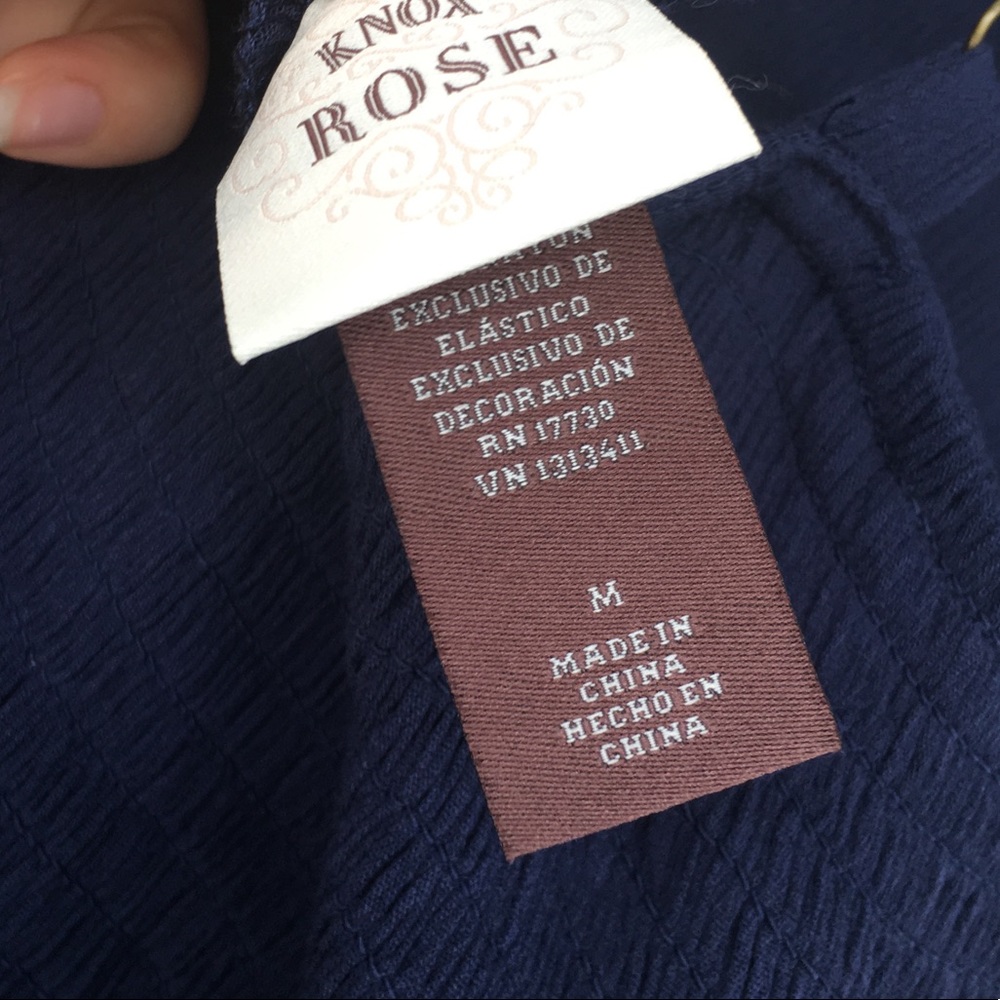 KNOX
ROSE
EXCLUSIVO DE
ELÁSTICO
EXCLUSIVO DE
DECORACIÓN
RN 17730
VN 1313411
M
MADE IN
CHINA
HECHO EN
CHINA